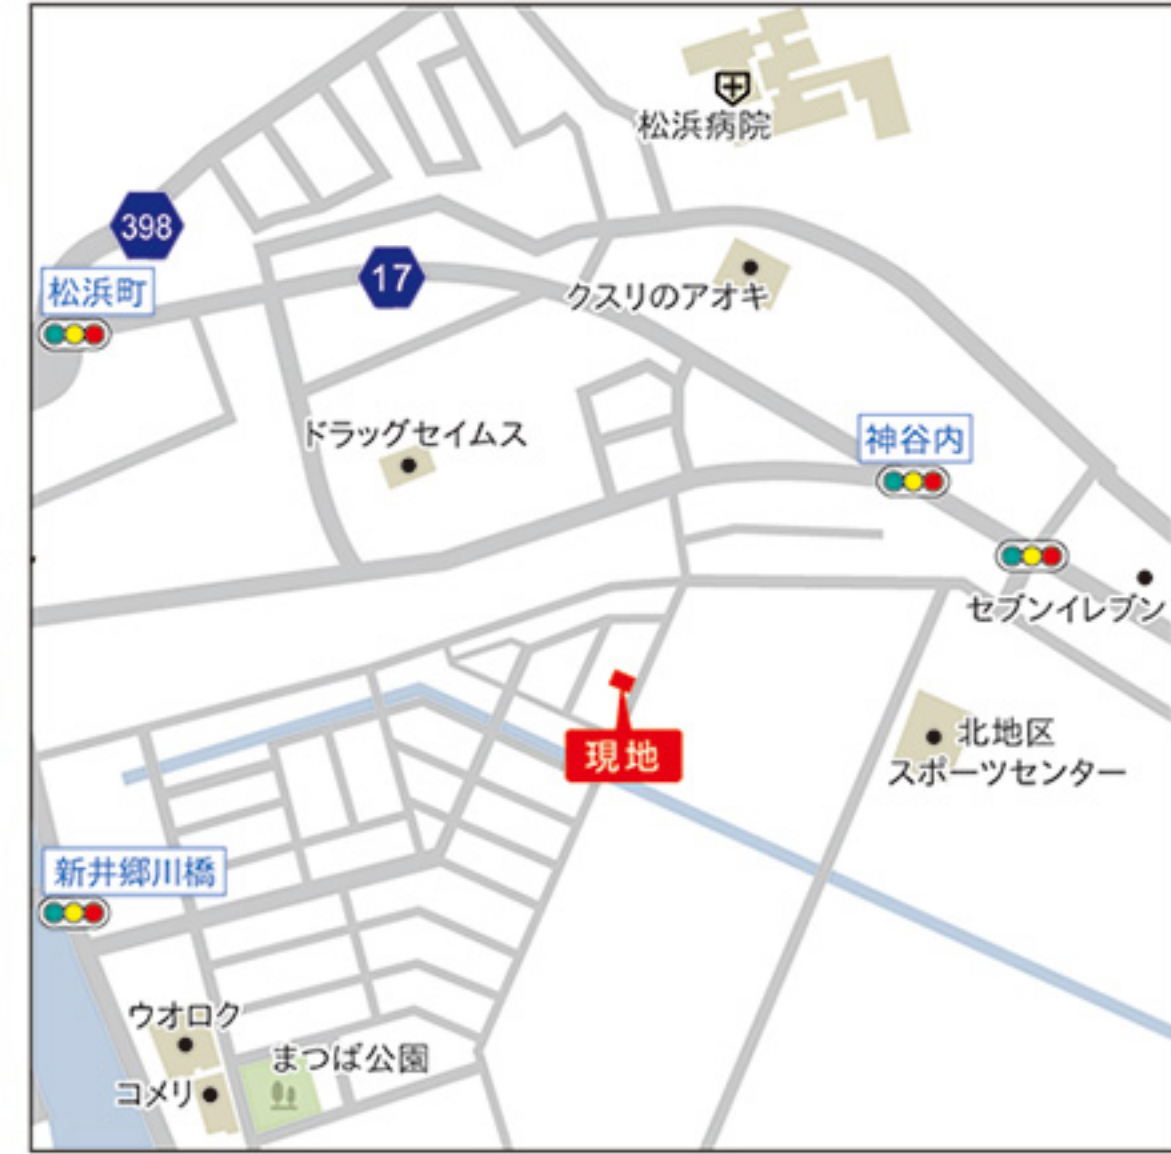 松浜病院
398
松浜町
17
クスリのアオキ
ドラッグセイムス
神谷内
セブンイレブン
現地
北地区
スポーツセンター
新井郷川橋
ウオロク
まつば公園
コメリ